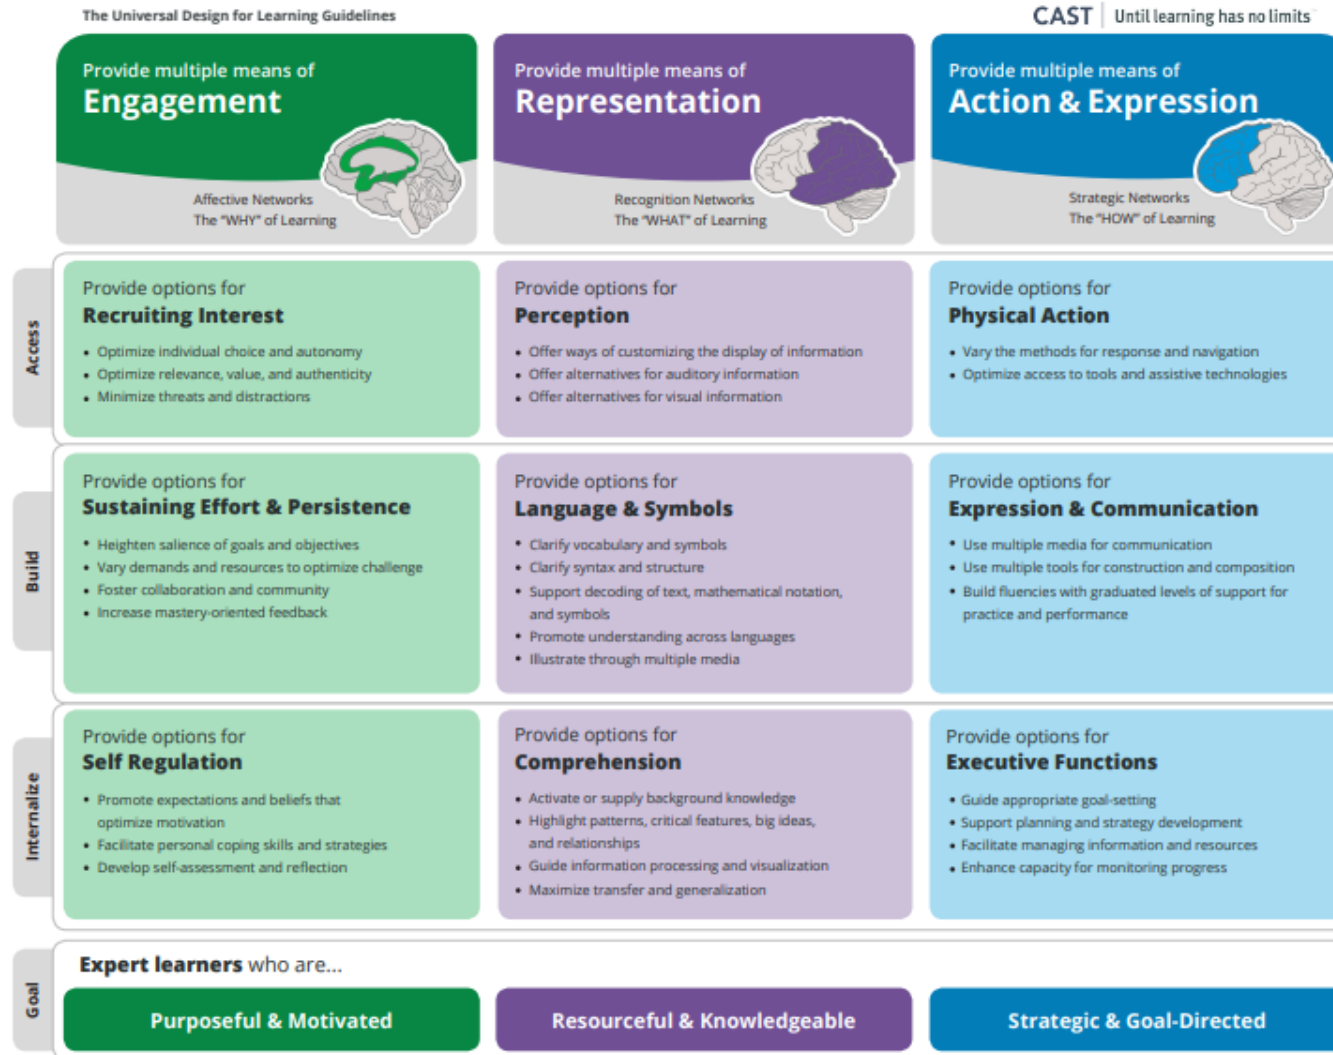 The Universal Design for Learning Guidelines
CAST | Until learning has no limits
Provide multiple means of
Engagement
Affective Networks
The "WHY" of Learning
Provide multiple means of
Representation
Recognition Networks
The "WHAT" of Learning
Provide multiple means of
Action & Expression
Strategic Networks
The "HOW" of Learning
Access
Provide options for
Recruiting Interest
• Optimize individual choice and autonomy
• Optimize relevance, value, and authenticity
• Minimize threats and distractions
Provide options for
Perception
• Offer ways of customizing the display of information
• Offer alternatives for auditory information
• Offer alternatives for visual information
Provide options for
Physical Action
• Vary the methods for response and navigation
• Optimize access to tools and assistive technologies
Build
Provide options for
Sustaining Effort & Persistence
• Heighten salience of goals and objectives
• Vary demands and resources to optimize challenge
• Foster collaboration and community
• Increase mastery-oriented feedback
Provide options for
Language & Symbols
• Clarify vocabulary and symbols
• Clarify syntax and structure
• Support decoding of text, mathematical notation,
and symbols
• Promote understanding across languages
• Illustrate through multiple media
Provide options for
Expression & Communication
• Use multiple media for communication
• Use multiple tools for construction and composition
• Build fluencies with graduated levels of support for
practice and performance
Internalize
Provide options for
Self Regulation
• Promote expectations and beliefs that
optimize motivation
• Facilitate personal coping skills and strategies
• Develop self-assessment and reflection
Provide options for
Comprehension
• Activate or supply background knowledge
• Highlight patterns, critical features, big ideas,
and relationships
• Guide information processing and visualization
• Maximize transfer and generalization
Provide options for
Executive Functions
• Guide appropriate goal-setting
• Support planning and strategy development
• Facilitate managing information and resources
• Enhance capacity for monitoring progress
Goal
Expert learners who are...
Purposeful & Motivated
Resourceful & Knowledgeable
Strategic & Goal-Directed